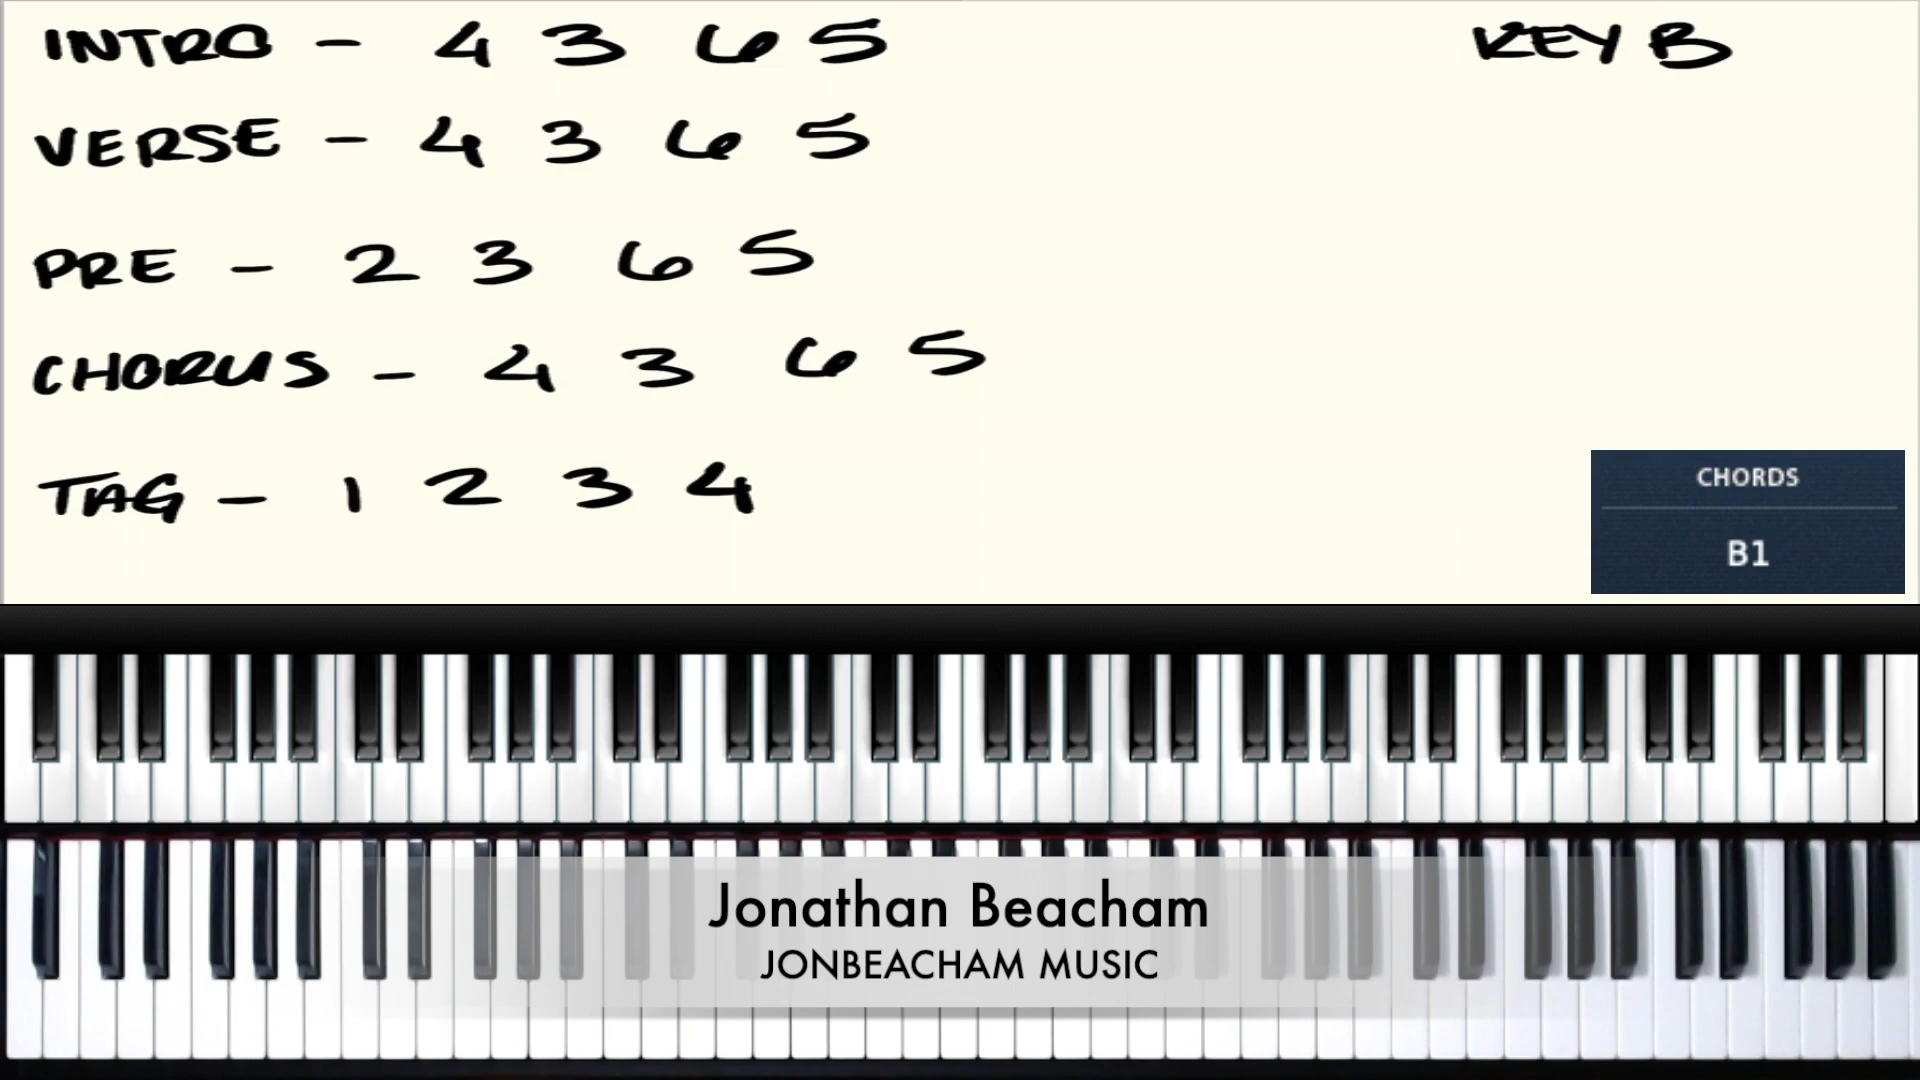 INTRO - 4 3 6 5
KEY B
VERSE - 4 3 6 5
PRE - 2 3 6 5
CHORUS - 4 3 6 5
TAG - 1 2 3 4
CHORDS
B1
Jonathan Beacham
JONBEACHAM MUSIC